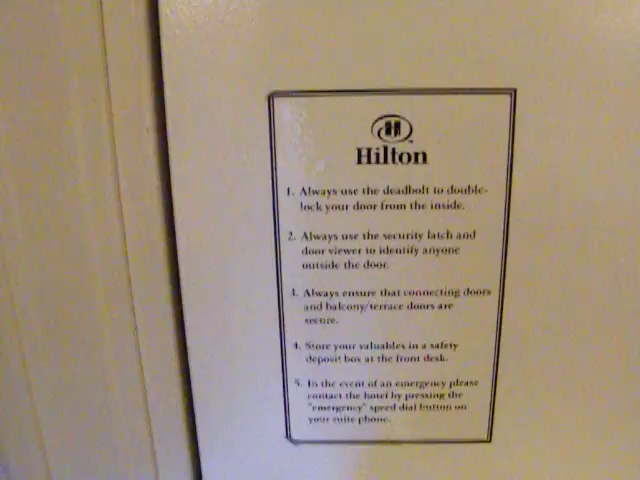 H
Hilton
1. Always use the deadbolt to double-
lock your door from the inside.
2. Always use the security latch and
door viewer to identify anyone
outside the door.
3. Always ensure that connecting doors
and balcony/terrace doors are
secure.
4. Store your valuables in a safety
deposit box at the front desk.
5. In the event of an emergency please
contact the hotel by pressing the
"emergency" speed dial button on
your suite phone.